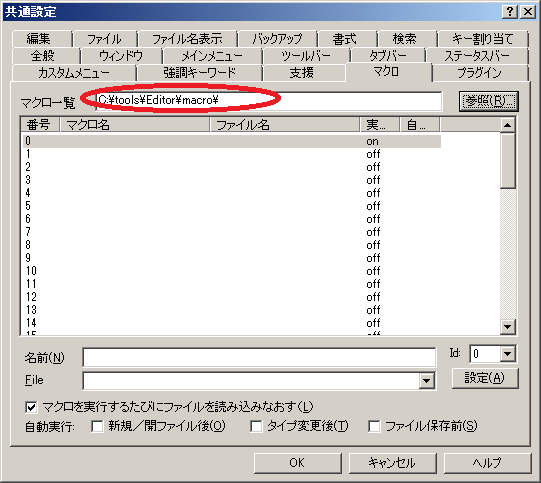 共通設定
編集 ファイル ファイル名表示 バックアップ 書式 検索 キー割り当て
全般 ウィンドウ メインメニュー ツールバー タブバー ステータスバー
カスタムメニュー 強調キーワード 支援 マクロ プラグイン
マクロ一覧 C:¥tools¥Editor¥macro¥ 参照(R)...
番号 マクロ名 ファイル名 実... 自...
0 on
1 off
2 off
3 off
4 off
5 off
6 off
7 off
8 off
9 off
10 off
11 off
12 off
13 off
14 off
15 off
名前(N) Id: 0
File 設定(A)
マクロを実行するたびにファイルを読み込みなおす(L)
自動実行: 新規／開ファイル後(O) タイプ変更後(T) ファイル保存前(S)
OK キャンセル ヘルプ